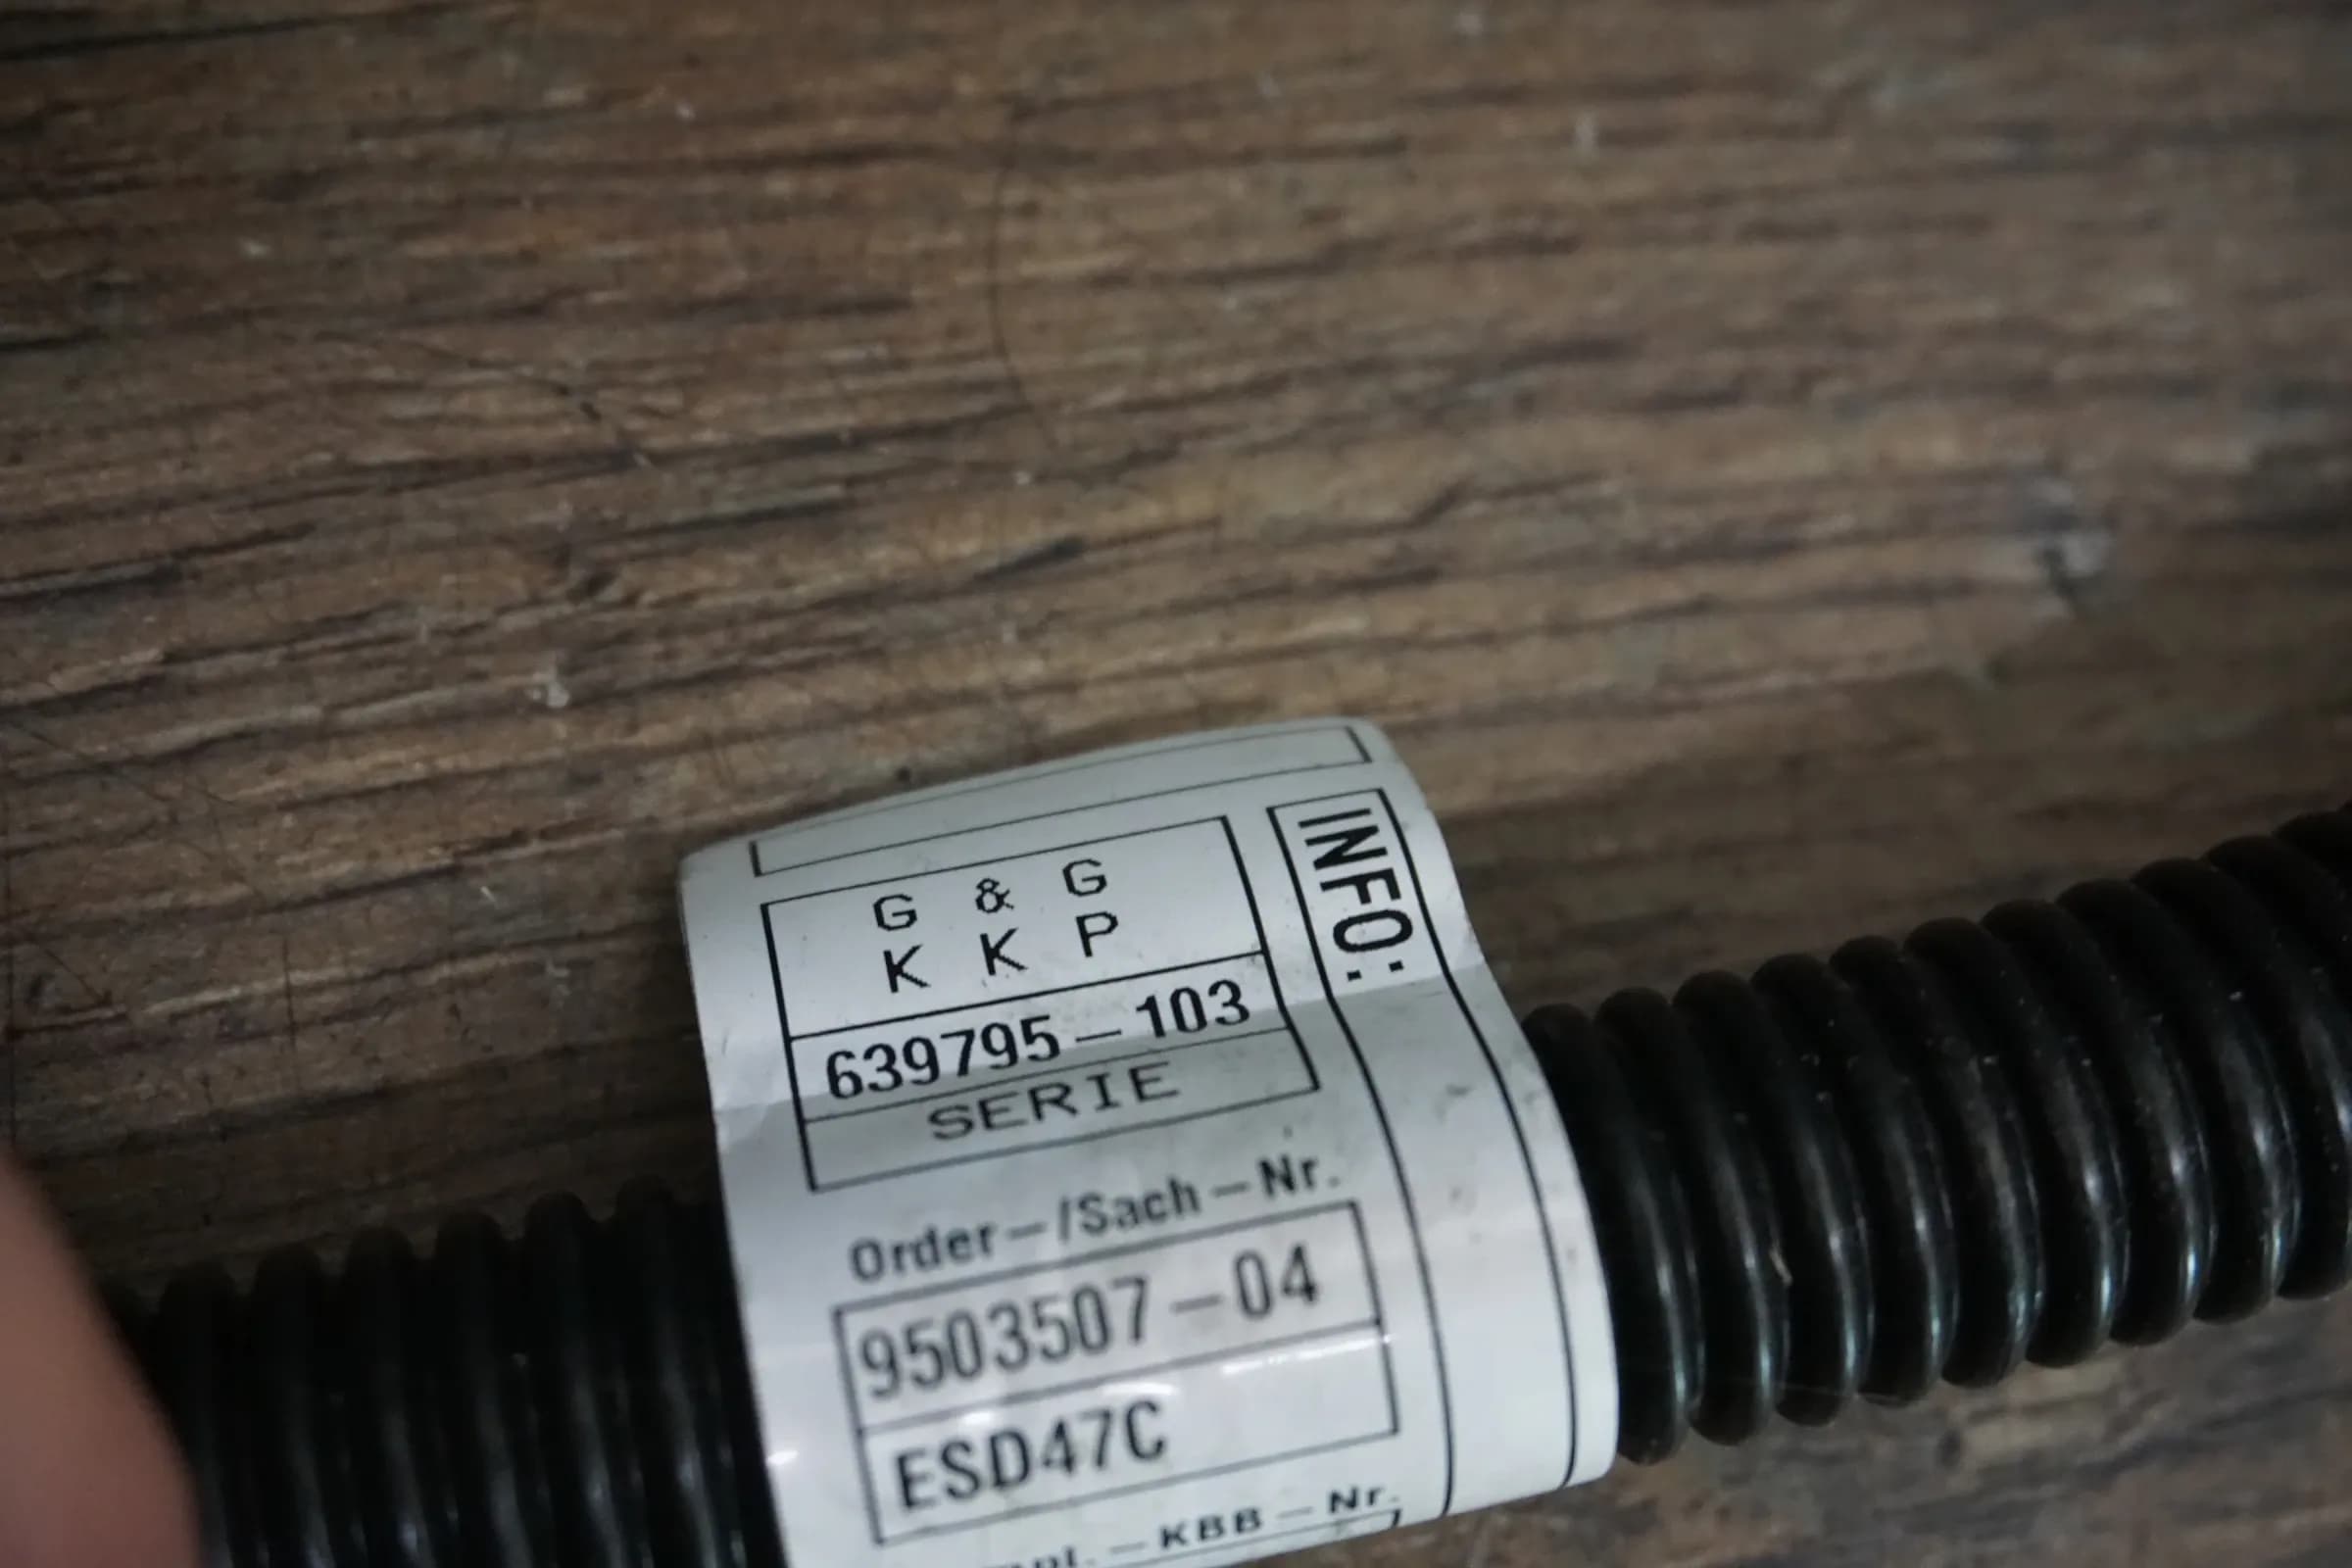 G & G
K K P
639795-103
SERIE
Order-/Sach-Nr.
9503507-04
ESD47C
-KBB-Nr.
INFO: